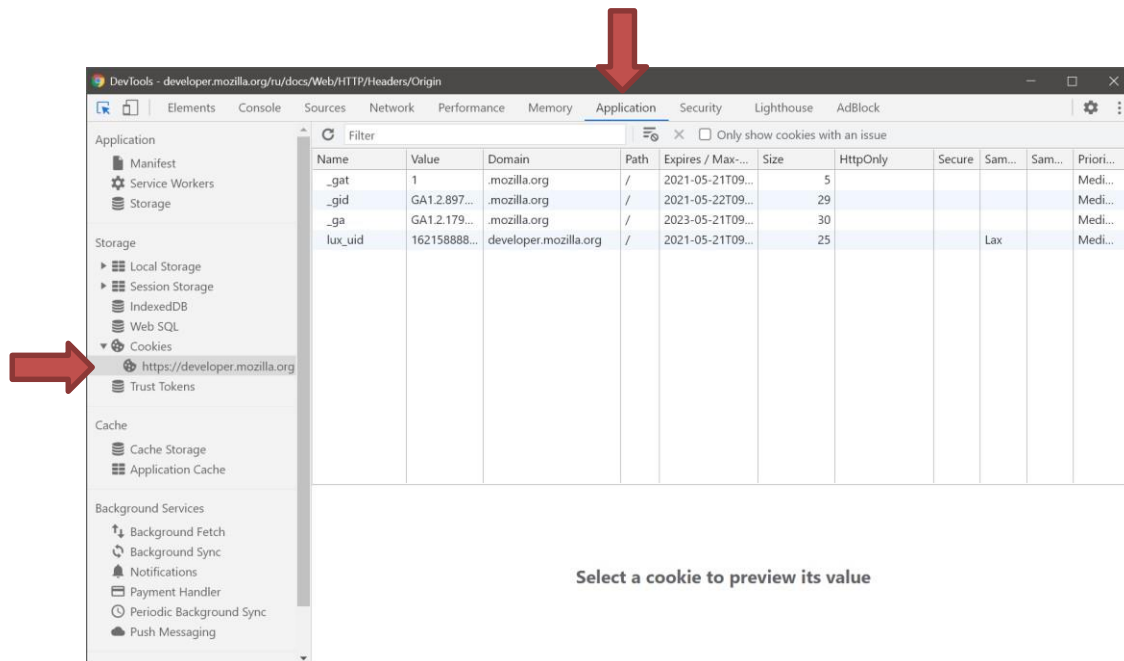 DevTools - developer.mozilla.org/ru/docs/Web/HTTP/Headers/Origin
Elements Console Sources Network Performance Memory Application Security Lighthouse AdBlock
Application
Manifest
Service Workers
Storage
Storage
Local Storage
Session Storage
IndexedDB
Web SQL
Cookies
https://developer.mozilla.org
Trust Tokens
Cache
Cache Storage
Application Cache
Background Services
Background Fetch
Background Sync
Notifications
Payment Handler
Periodic Background Sync
Push Messaging
Filter Only show cookies with an issue
Name Value Domain Path Expires / Max-... Size HttpOnly Secure Sam... Sam... Priori...
_gat 1 .mozilla.org / 2021-05-21T09... 5 Medi...
_gid GA1.2.897... .mozilla.org / 2021-05-22T09... 29 Medi...
_ga GA1.2.179... .mozilla.org / 2023-05-21T09... 30 Medi...
lux_uid 162158888... developer.mozilla.org / 2021-05-21T09... 25 Lax Medi...
Select a cookie to preview its value